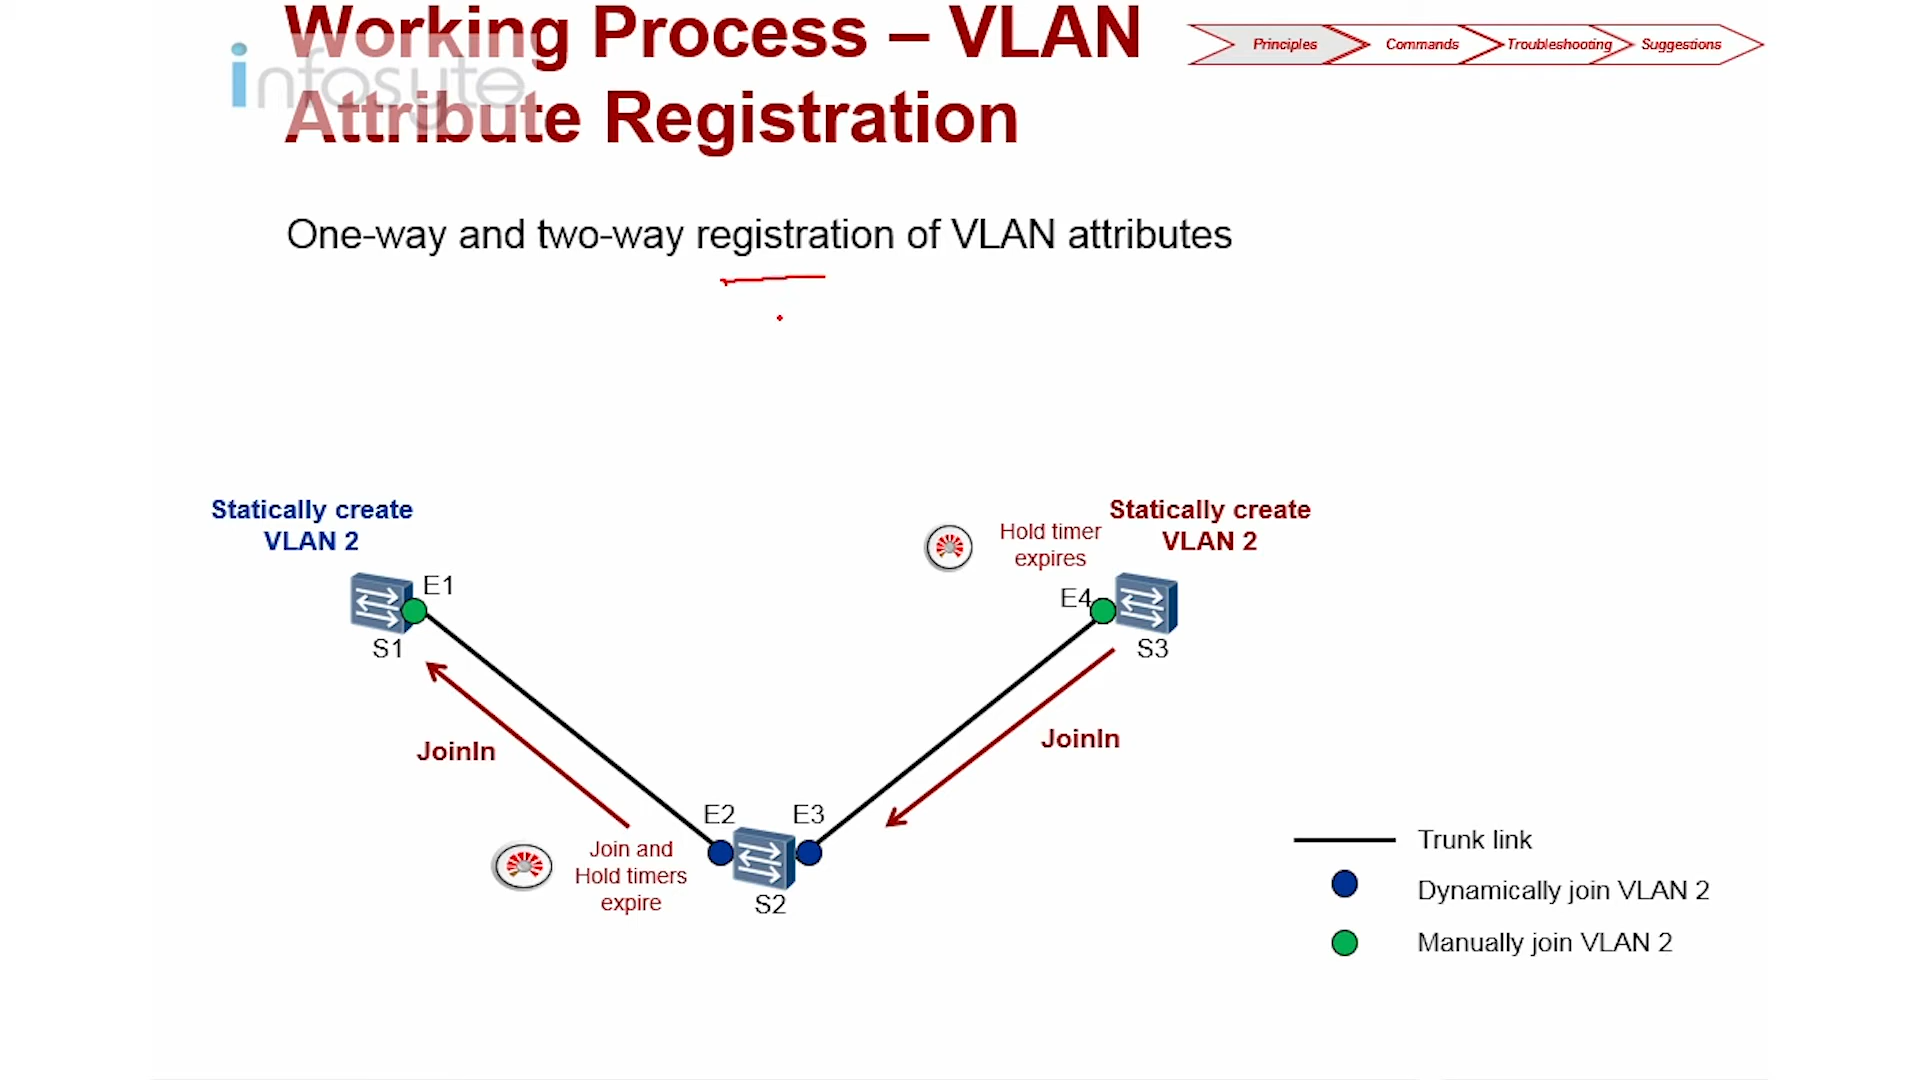 Working Process – VLAN
Attribute Registration
infosyte
Principles
Commands
Troubleshooting
Suggestions
One-way and two-way registration of VLAN attributes
Statically create
VLAN 2
E1
S1
JoinIn
Hold timer
expires
Statically create
VLAN 2
E4
S3
JoinIn
E2
E3
Join and
Hold timers
expire
S2
Trunk link
Dynamically join VLAN 2
Manually join VLAN 2